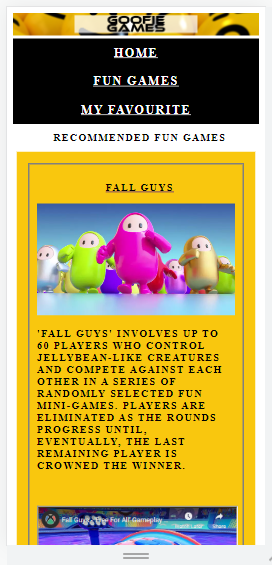 GOOFIE
GAMES
HOME
FUN GAMES
MY FAVOURITE
RECOMMENDED FUN GAMES
FALL GUYS
'FALL GUYS' INVOLVES UP TO
60 PLAYERS WHO CONTROL
JELLYBEAN-LIKE CREATURES
AND COMPETE AGAINST EACH
OTHER IN A SERIES OF
RANDOMLY SELECTED FUN
MINI-GAMES. PLAYERS ARE
ELIMINATED AS THE ROUNDS
PROGRESS UNTIL,
EVENTUALLY, THE LAST
REMAINING PLAYER IS
CROWNED THE WINNER.
Fall Guys - Free For All Gameplay
Watch Later Share